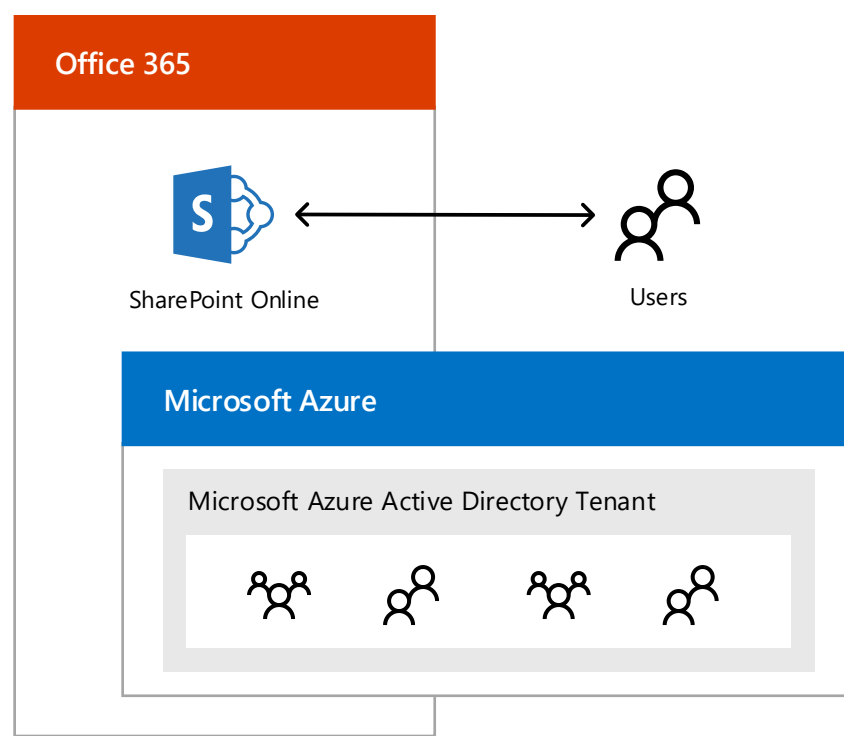 Office 365
S
SharePoint Online
Users
Microsoft Azure
Microsoft Azure Active Directory Tenant